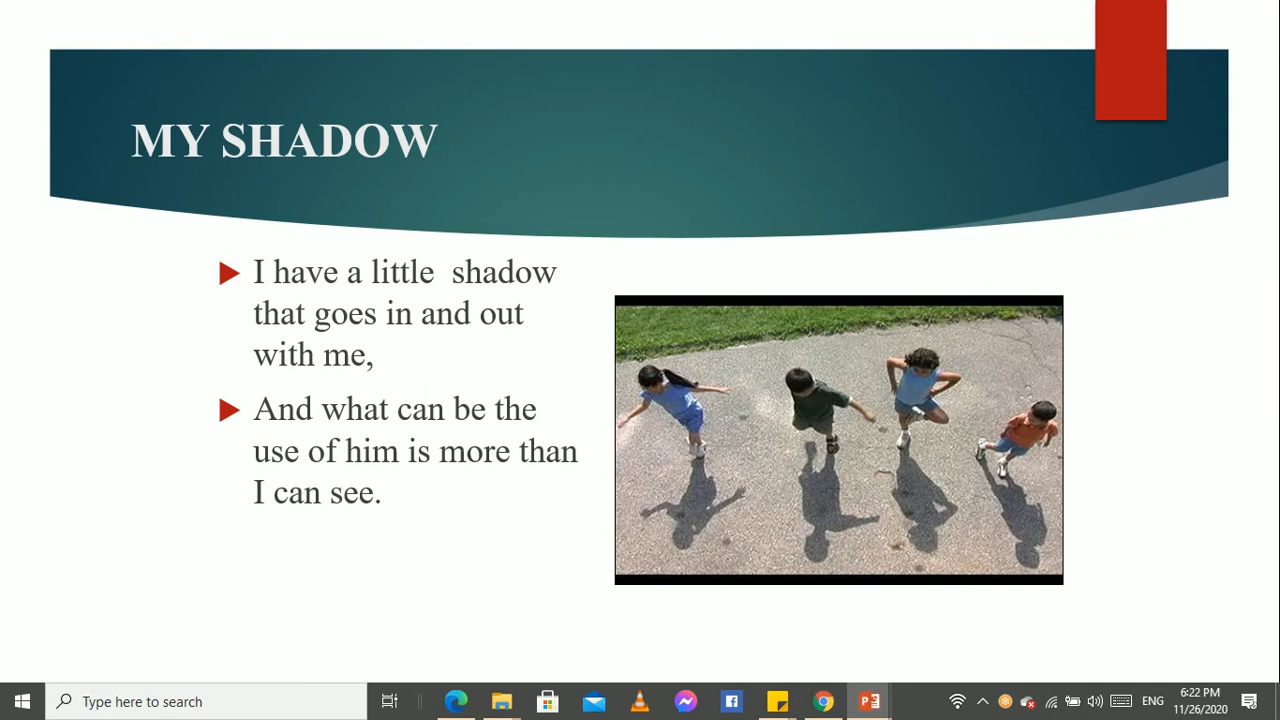 MY SHADOW
I have a little  shadow
that goes in and out
with me,
And what can be the
use of him is more than
I can see.
Type here to search
ENG
6:22 PM
11/26/2020